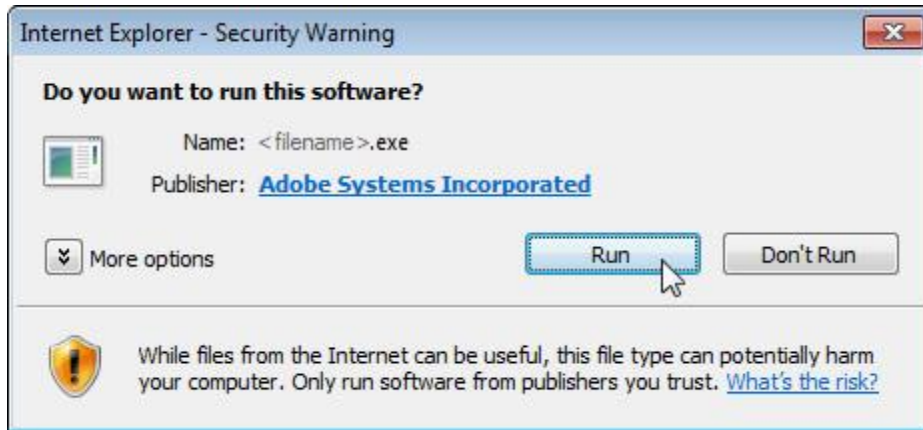 Internet Explorer - Security Warning
Do you want to run this software?
Name: <filename>.exe
Publisher: Adobe Systems Incorporated
More options
Run
Don't Run
While files from the Internet can be useful, this file type can potentially harm
your computer. Only run software from publishers you trust. What's the risk?